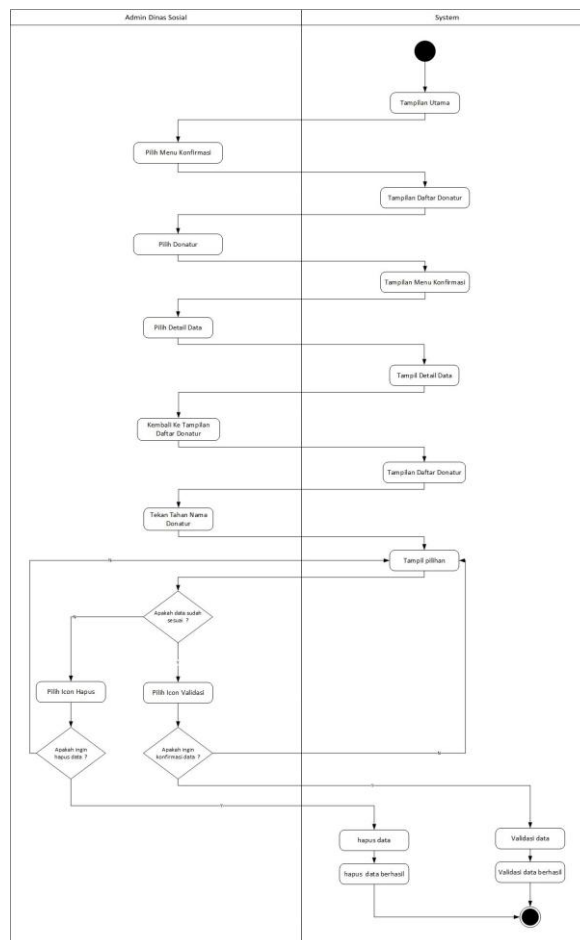 Admin Dinas Sosial
System
Tampilan Utama
Pilih Menu Konfirmasi
Tampilan Daftar Donatur
Pilih Donatur
Tampilan Menu Konfirmasi
Pilih Detail Data
Tampil Detail Data
Kembali Ke Tampilan
Daftar Donatur
Tampilan Daftar Donatur
Tekan Tahan Nama
Donatur
Tampil pilihan
Apakah data sudah
sesuai ?
Pilih Icon Hapus
Pilih Icon Validasi
Apakah ingin
hapus data ?
Apakah ingin
konfirmasi data ?
hapus data
Validasi data
hapus data berhasil
Validasi data berhasil